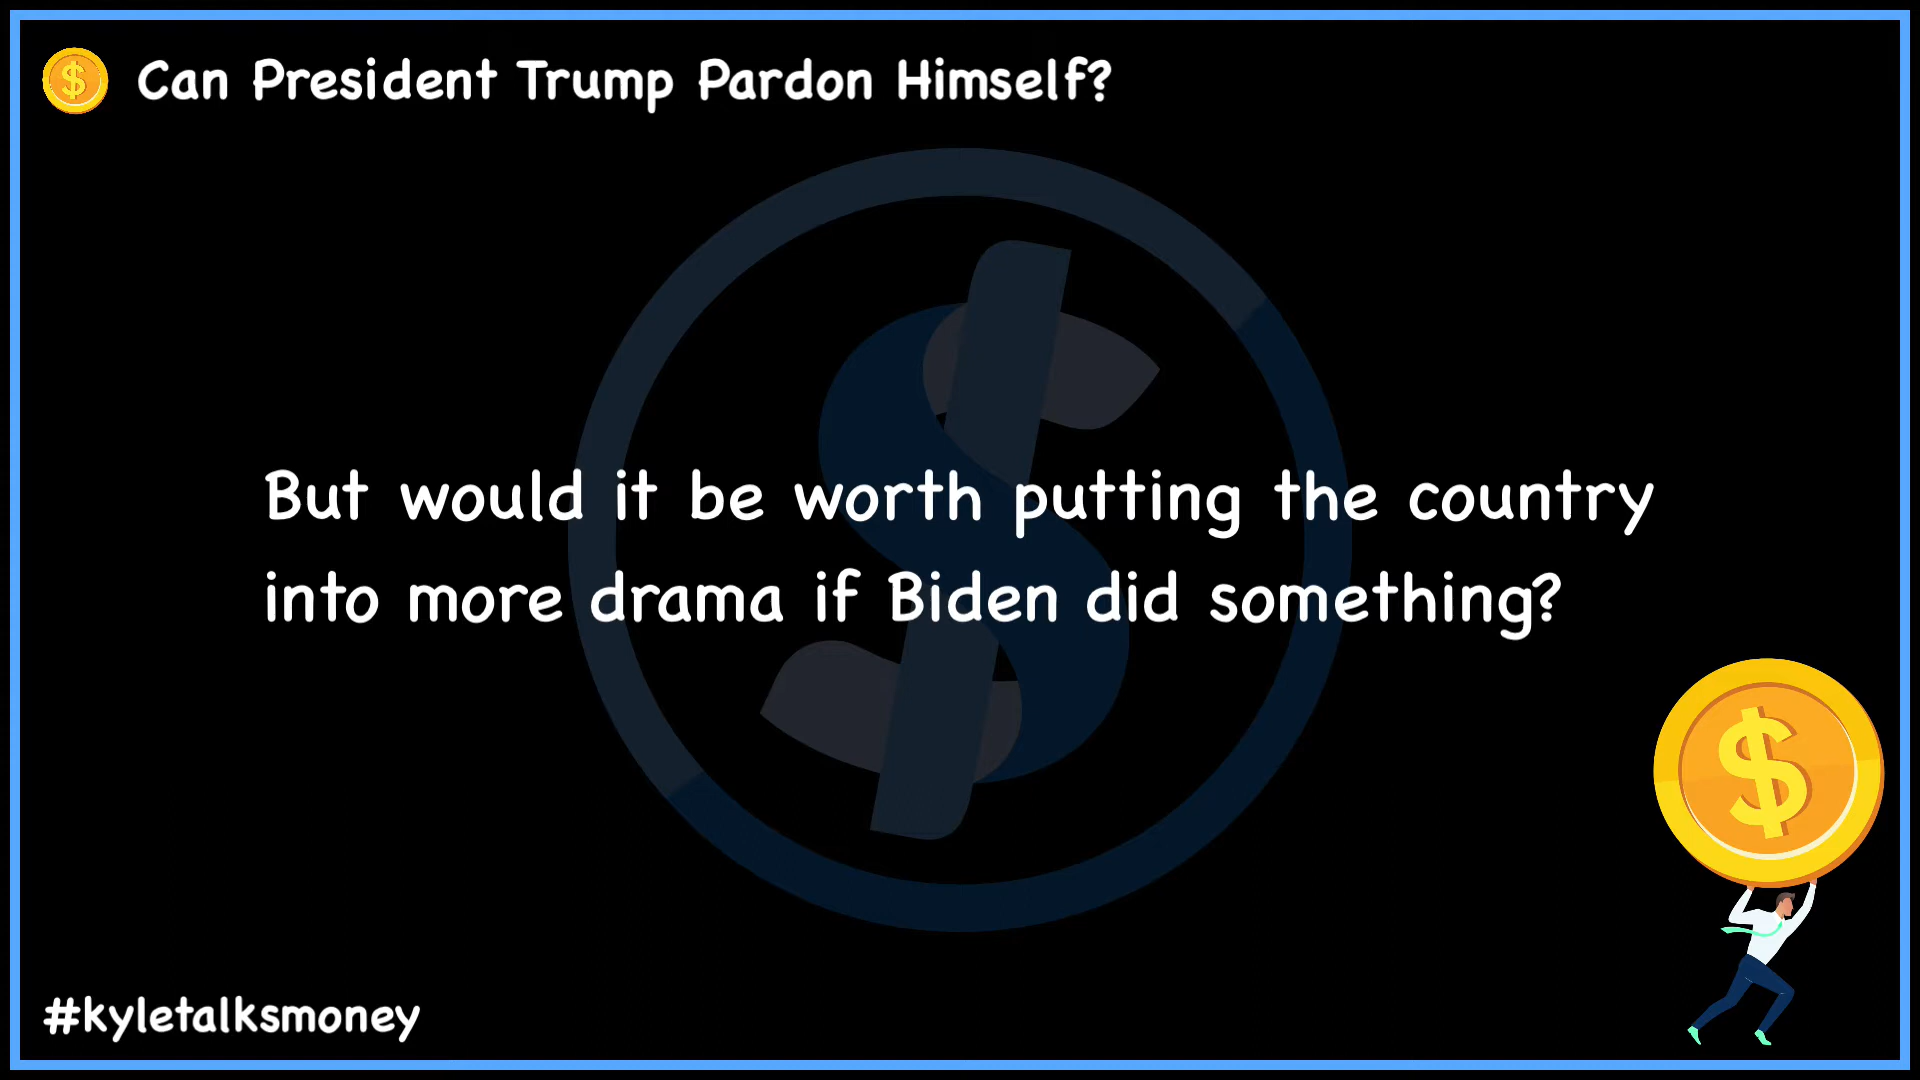 Can President Trump Pardon Himself?
But would it be worth putting the country
into more drama if Biden did something?
#kyletalksmoney